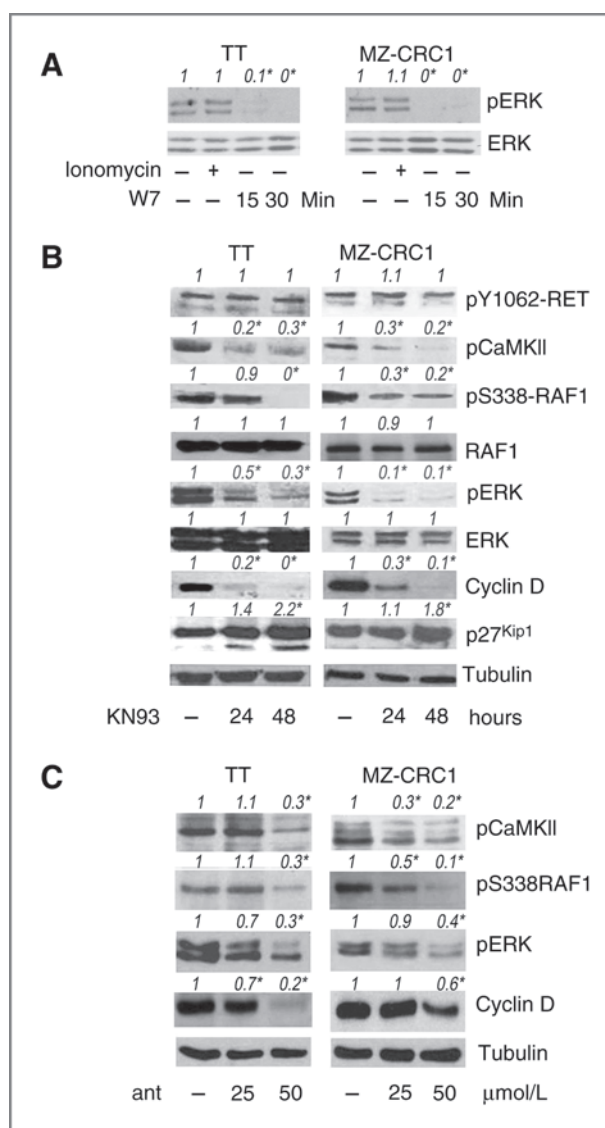 A
TT MZ-CRC1
1 1 0.1* 0* 1 1.1 0* 0*
pERK
ERK
Ionomycin – + – – – + – –
W7 – – 15 30 Min – – 15 30 Min
B
TT MZ-CRC1
1 1 1 1 1.1 1
pY1062-RET
1 0.2* 0.3* 1 0.3* 0.2*
pCaMKII
1 0.9 0* 1 0.3* 0.2*
pS338-RAF1
1 1 1 1 0.9 1
RAF1
1 0.5* 0.3* 1 0.1* 0.1*
pERK
1 1 1 1 1 1
ERK
1 0.2* 0* 1 0.3* 0.1*
Cyclin D
1 1.4 2.2* 1 1.1 1.8*
p27Kip1
Tubulin
KN93 – 24 48 – 24 48 hours
C
TT MZ-CRC1
1 1.1 0.3* 1 0.3* 0.2*
pCaMKII
1 1.1 0.3* 1 0.5* 0.1*
pS338RAF1
1 0.7 0.3* 1 0.9 0.4*
pERK
1 0.7* 0.2* 1 1 0.6*
Cyclin D
Tubulin
ant – 25 50 – 25 50 μmol/L